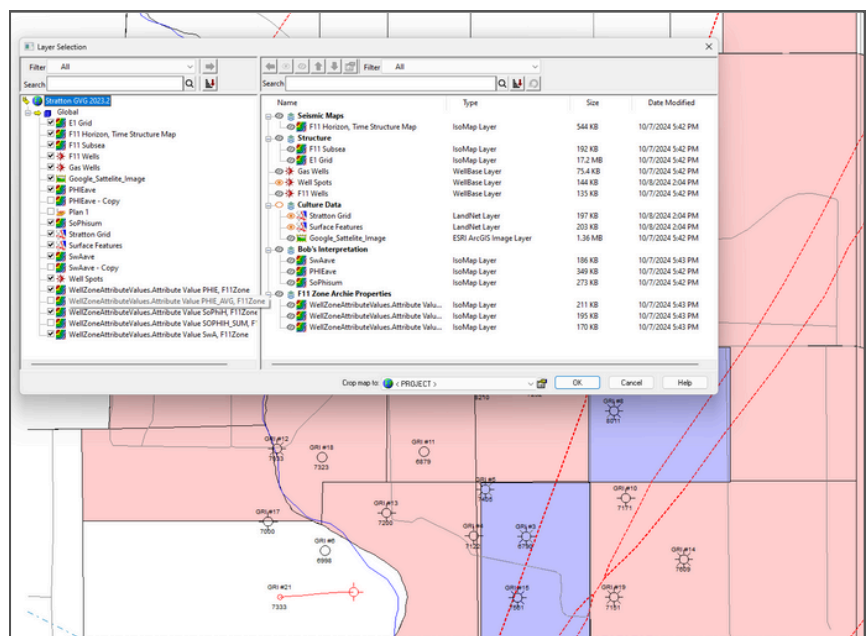 Layer Selection
Filter All
Search
Stratton GVG 2023.2
Global
E1 Grid
F11 Horizon, Time Structure Map
F11 Subsea
F11 Wells
Gas Wells
Google_Sattelite_Image
PHIEave
PHIEave - Copy
Plan 1
SoPhisum
Stratton Grid
Surface Features
SwAave
SwAave - Copy
Well Spots
WellZoneAttributeValues.Attribute Value PHIE, F11Zone
WellZoneAttributeValues.Attribute Value PHIE_AVG, F11Zone
WellZoneAttributeValues.Attribute Value SoPhiH, F11Zone
WellZoneAttributeValues.Attribute Value SOPHIH_SUM, F
WellZoneAttributeValues.Attribute Value SwA, F11Zone
Filter All
Search
Name Type Size Date Modified
Seismic Maps
F11 Horizon, Time Structure Map IsoMap Layer 544 KB 10/7/2024 5:42 PM
Structure
F11 Subsea IsoMap Layer 192 KB 10/7/2024 5:42 PM
E1 Grid IsoMap Layer 17.2 MB 10/7/2024 5:42 PM
Gas Wells WellBase Layer 75.4 KB 10/7/2024 5:42 PM
Well Spots WellBase Layer 144 KB 10/8/2024 2:04 PM
F11 Wells WellBase Layer 135 KB 10/7/2024 5:42 PM
Culture Data
Stratton Grid LandNet Layer 197 KB 10/8/2024 2:04 PM
Surface Features LandNet Layer 203 KB 10/8/2024 2:04 PM
Google_Sattelite_Image ESRI ArcGIS Image Layer 1.36 MB 10/7/2024 5:42 PM
Bob's Interpretation
SwAave IsoMap Layer 186 KB 10/7/2024 5:43 PM
PHIEave IsoMap Layer 349 KB 10/7/2024 5:42 PM
SoPhisum IsoMap Layer 273 KB 10/7/2024 5:42 PM
F11 Zone Archie Properties
WellZoneAttributeValues.Attribute Valu... IsoMap Layer 211 KB 10/7/2024 5:43 PM
WellZoneAttributeValues.Attribute Valu... IsoMap Layer 195 KB 10/7/2024 5:43 PM
WellZoneAttributeValues.Attribute Valu... IsoMap Layer 170 KB 10/7/2024 5:43 PM
Crop map to: < PROJECT > OK Cancel Help
GRI #12
GRI #18
7323
GRI #11
6879
GRI #10
7171
GRI #13
GRI #17
7000
GRI #6
6998
GRI #4
GRI #3
GRI #14
7609
GRI #21
7333
GRI #19
7151